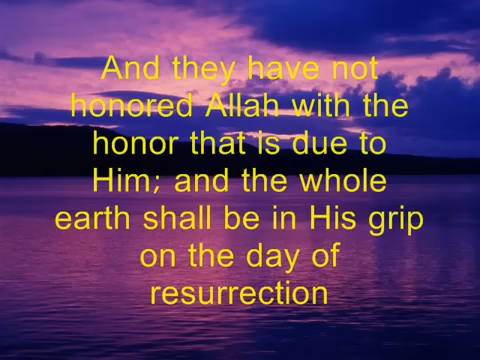 And they have not
honored Allah with the
honor that is due to
Him; and the whole
earth shall be in His grip
on the day of
resurrection